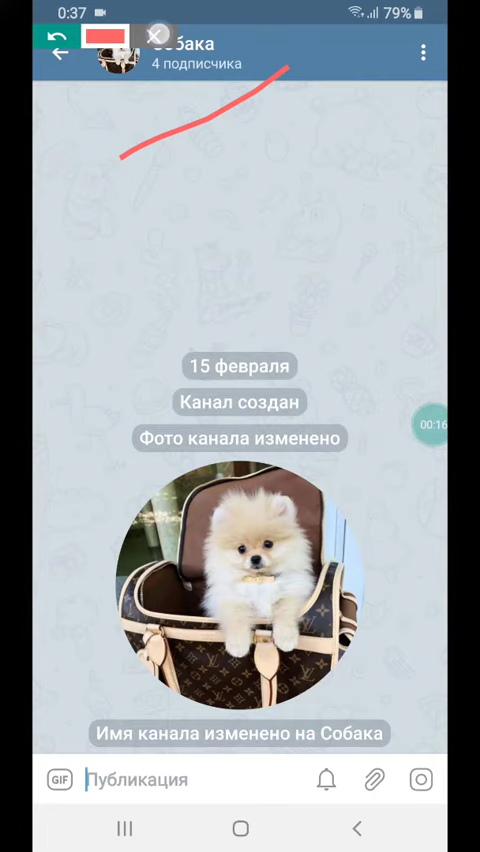 0:37
79%
Собака
4 подписчика
15 февраля
Канал создан
Фото канала изменено
00:16
Имя канала изменено на Собака
GIF
Публикация